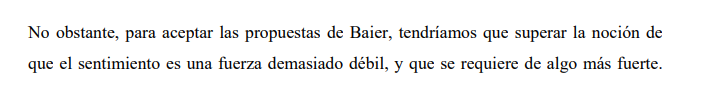 No obstante, para aceptar las propuestas de Baier, tendríamos que superar la noción de
que el sentimiento es una fuerza demasiado débil, y que se requiere de algo más fuerte.